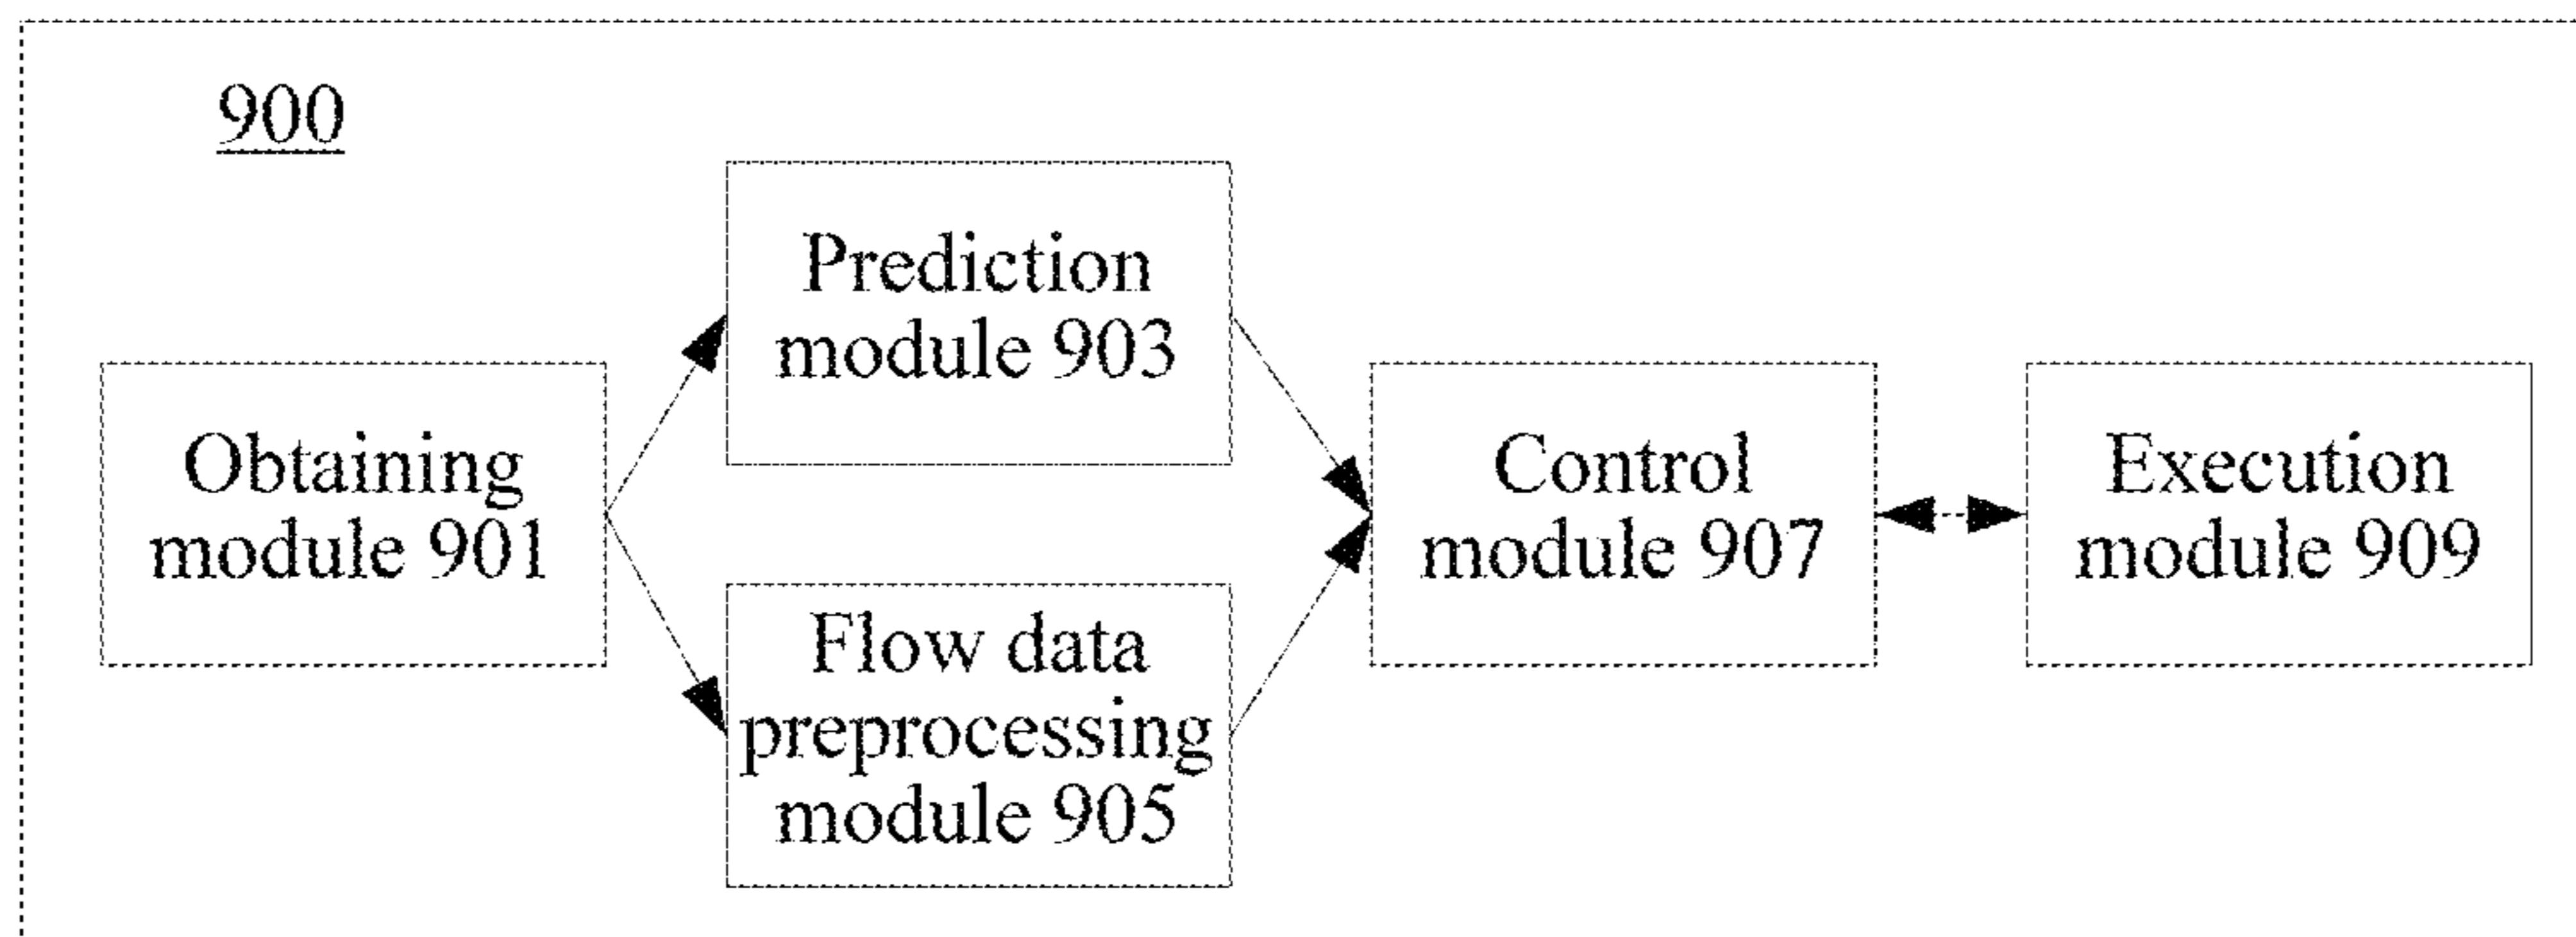 900
Prediction
module 903
Obtaining
module 901
Flow data
preprocessing
module 905
Control
module 907
Execution
module 909